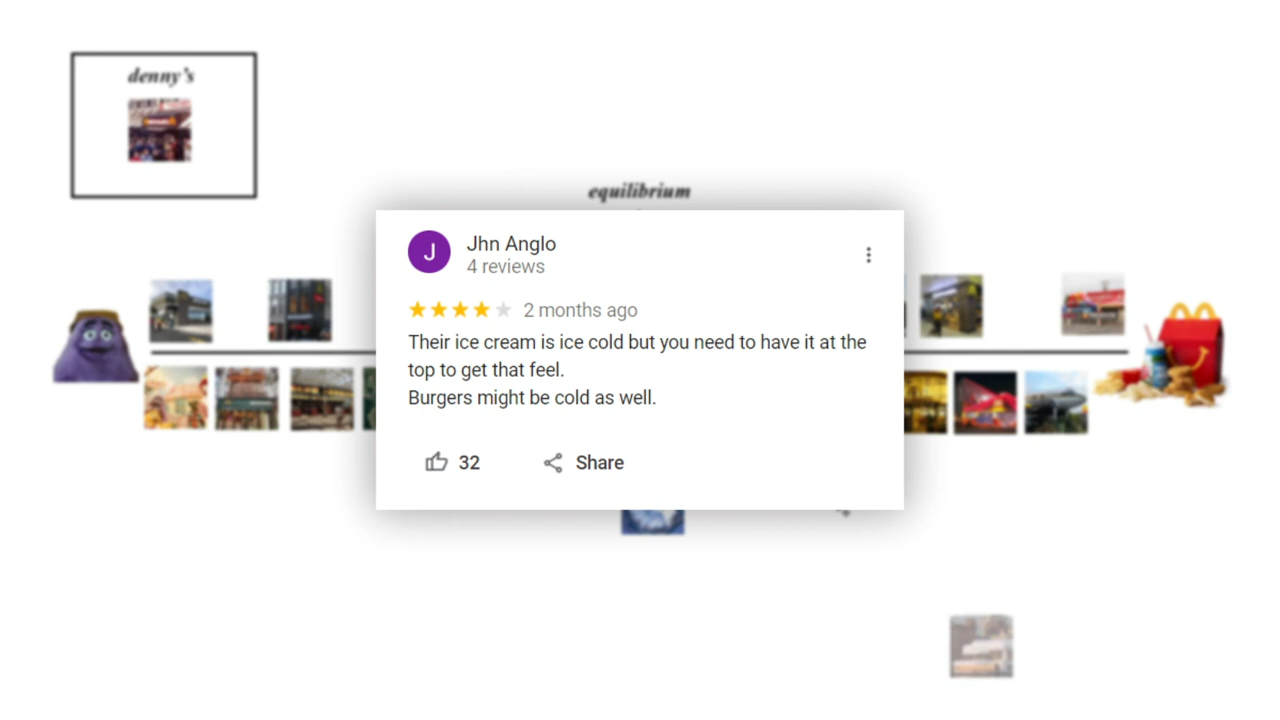 denny's
equilibrium
J
Jhn Anglo
4 reviews
2 months ago
Their ice cream is ice cold but you need to have it at the
top to get that feel.
Burgers might be cold as well.
32
Share